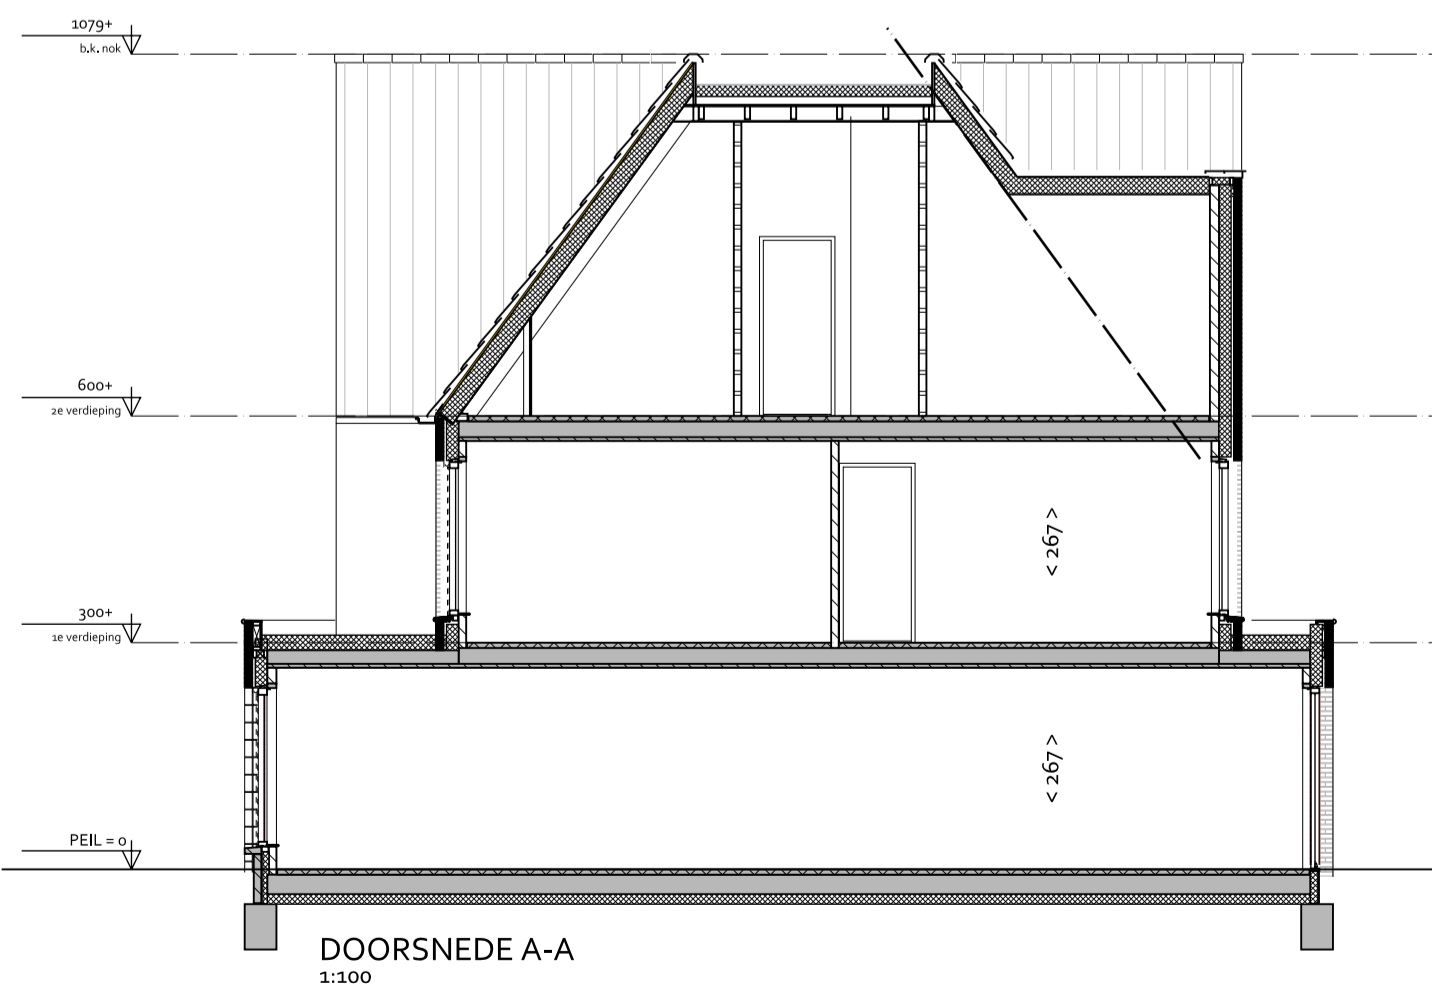 1079+
b.k. nok
600+
2e verdieping
< 267 >
300+
1e verdieping
< 267 >
PEIL = 0
DOORSNEDE A-A
1:100